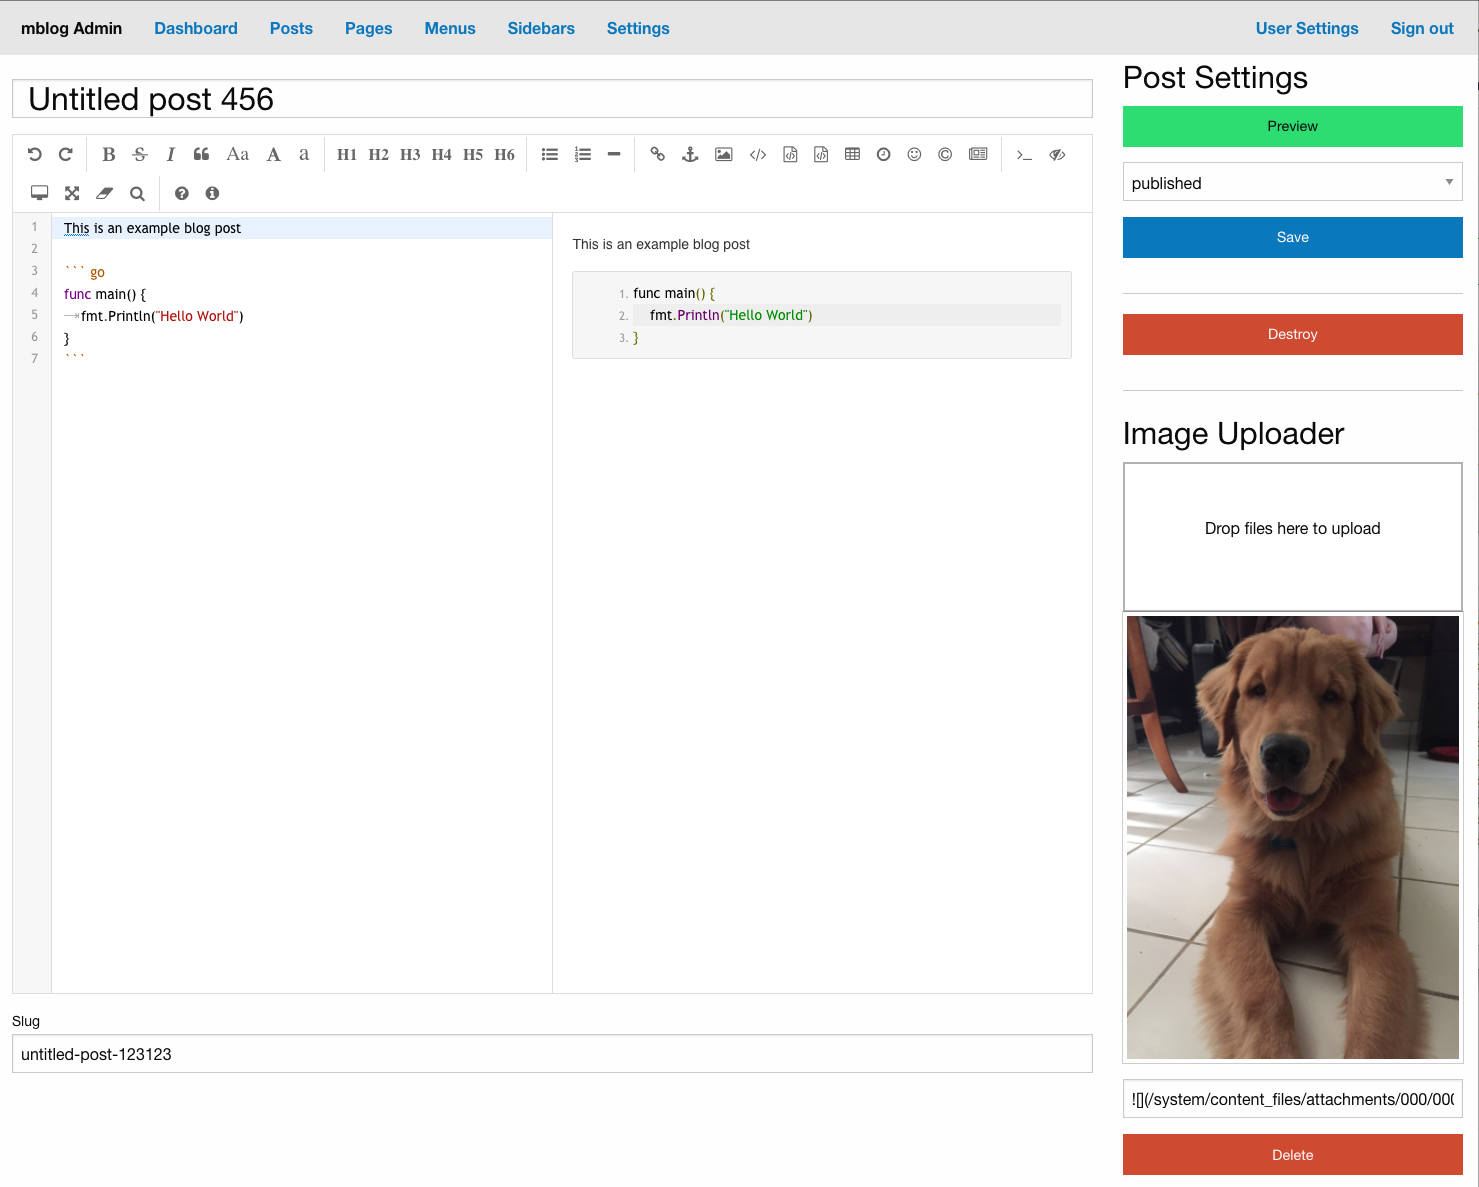 mblog Admin Dashboard Posts Pages Menus Sidebars Settings User Settings Sign out
Untitled post 456
B S I Aa A a H1 H2 H3 H4 H5 H6
1 This is an example blog post
2
3 ``` go
4 func main() {
5 fmt.Println("Hello World")
6 }
7 ```
This is an example blog post
1. func main() {
2. fmt.Println("Hello World")
3. }
Slug
untitled-post-123123
Post Settings
Preview
published
Save
Destroy
Image Uploader
Drop files here to upload
![](/system/content_files/attachments/000/000
Delete